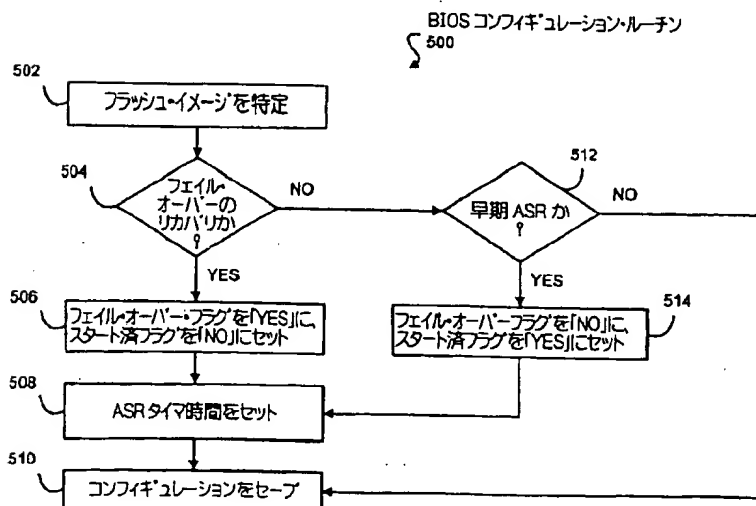 BIOS コンフィギュレーション・ルーチン
500
502
フラッシュ・イメージを特定
504
フェイル・
オーバーの
リカバリか
?
NO
512
早期 ASR か
?
NO
YES
YES
506
フェイル・オーバー・フラグを「YES」に、
スタート済フラグを「NO」にセット
フェイル・オーバーフラグを「NO」に、
スタート済フラグを「YES」にセット
514
508
ASRタイマ時間をセット
510
コンフィギュレーションをセーブ